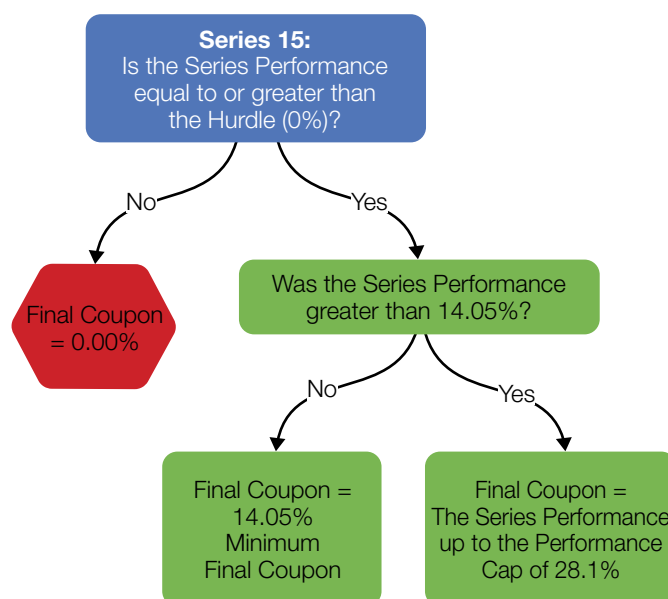 Series 15:
Is the Series Performance
equal to or greater than
the Hurdle (0%)?
No
Yes
Final Coupon
= 0.00%
Was the Series Performance
greater than 14.05%?
No
Yes
Final Coupon =
14.05%
Minimum
Final Coupon
Final Coupon =
The Series Performance
up to the Performance
Cap of 28.1%